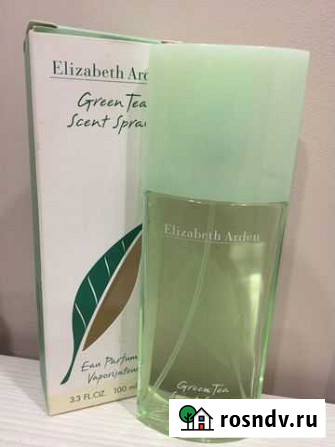 Elizabeth Arden
Green Tea
Scent Spray
Eau Parfumée
Vaporisateur
3.3 FL.OZ. 100 ml
Elizabeth Arden
Green Tea
rosndv.ru